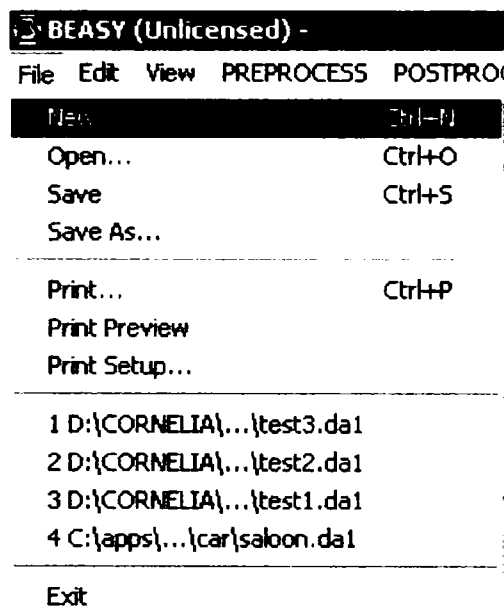 BEASY (Unlicensed) -
File Edit View PREPROCESS POSTPROC
New Ctrl+N
Open... Ctrl+O
Save Ctrl+S
Save As...
Print... Ctrl+P
Print Preview
Print Setup...
1 D:\CORNELIA\...\test3.da1
2 D:\CORNELIA\...\test2.da1
3 D:\CORNELIA\...\test1.da1
4 C:\apps\...\car\saloon.da1
Exit